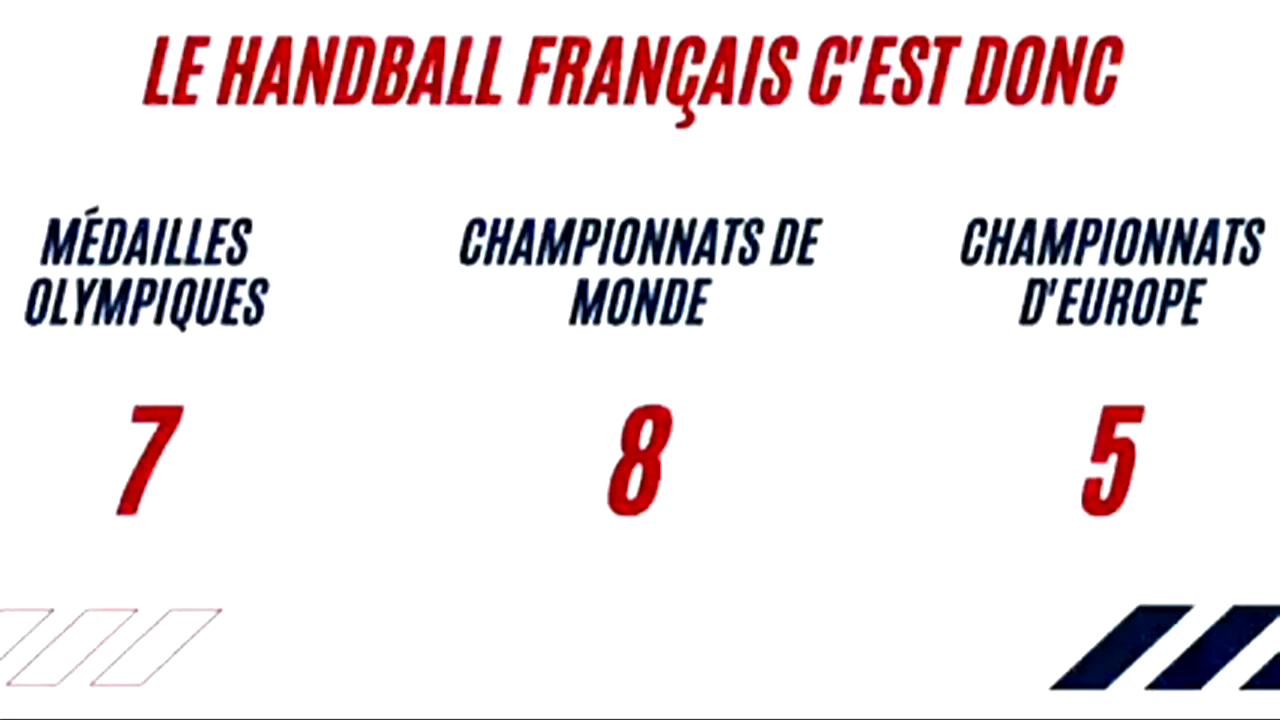 LE HANDBALL FRANÇAIS C'EST DONC
MÉDAILLES
OLYMPIQUES
7
CHAMPIONNATS DE
MONDE
8
CHAMPIONNATS
D'EUROPE
5